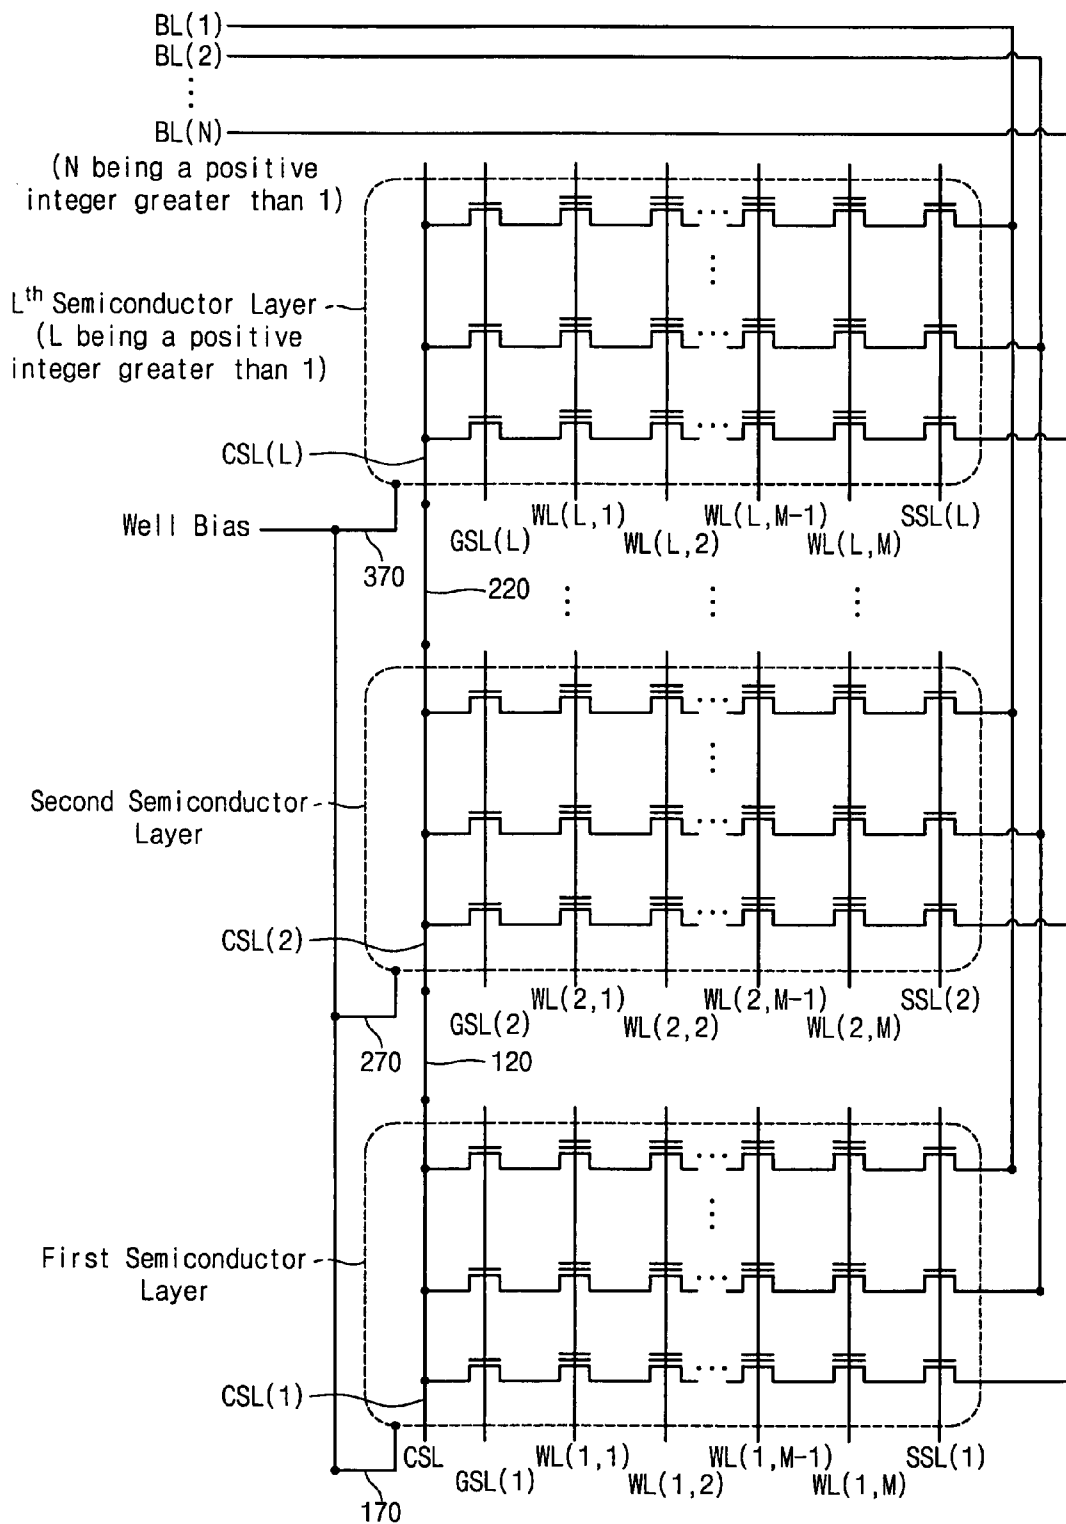 BL(1)
BL(2)
BL(N)
(N being a positive
integer greater than 1)
Lth Semiconductor Layer
(L being a positive
integer greater than 1)
CSL(L)
Well Bias
370
GSL(L)
WL(L,1)
WL(L,2)
WL(L,M-1)
WL(L,M)
SSL(L)
220
Second Semiconductor
Layer
CSL(2)
270
GSL(2)
WL(2,1)
WL(2,2)
WL(2,M-1)
WL(2,M)
SSL(2)
120
First Semiconductor
Layer
CSL(1)
170
CSL
GSL(1)
WL(1,1)
WL(1,2)
WL(1,M-1)
WL(1,M)
SSL(1)